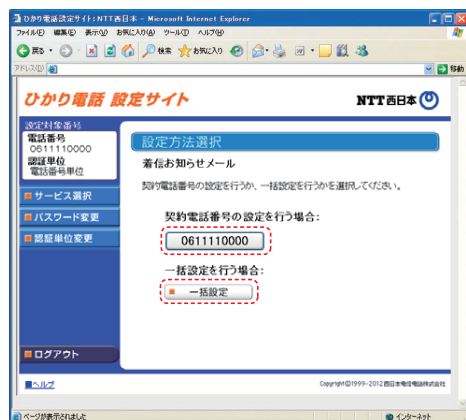 ひかり電話設定サイト:NTT西日本 - Microsoft Internet Explorer
ファイル(F) 編集(E) 表示(V) お気に入り(A) ツール(T) ヘルプ(H)
戻る 検索 お気に入り
アドレス(D) 移動
ひかり電話 設定サイト
NTT西日本
設定対象番号
電話番号
0611110000
認証単位
電話番号単位
サービス選択
パスワード変更
認証単位変更
ログアウト
設定方法選択
着信お知らせメール
契約電話番号の設定を行うか、一括設定を行うかを選択してください。
契約電話番号の設定を行う場合:
0611110000
一括設定を行う場合:
一括設定
ヘルプ
Copyright©1999-2012 西日本電信電話株式会社
ページが表示されました
インターネット